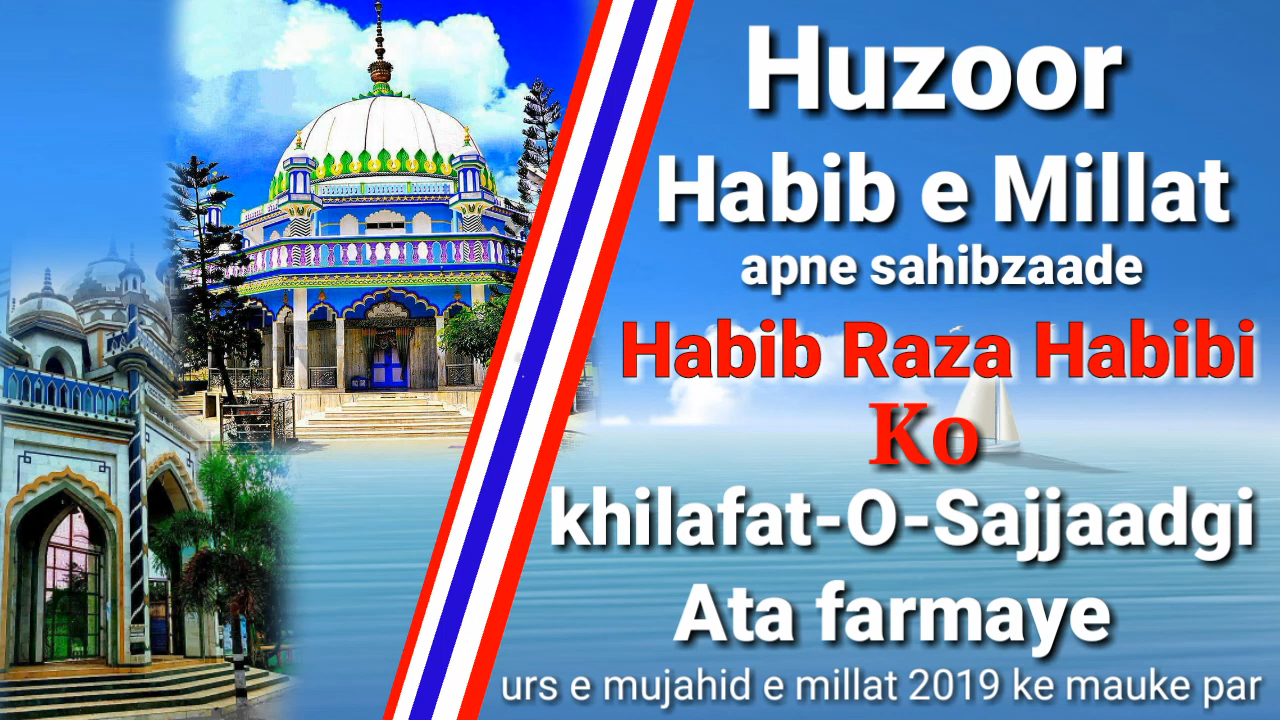 Huzoor
Habib e Millat
apne sahibzaade
Habib Raza Habibi
Ko
khilafat-O-Sajjaadgi
Ata farmaye
urs e mujahid e millat 2019 ke mauke par